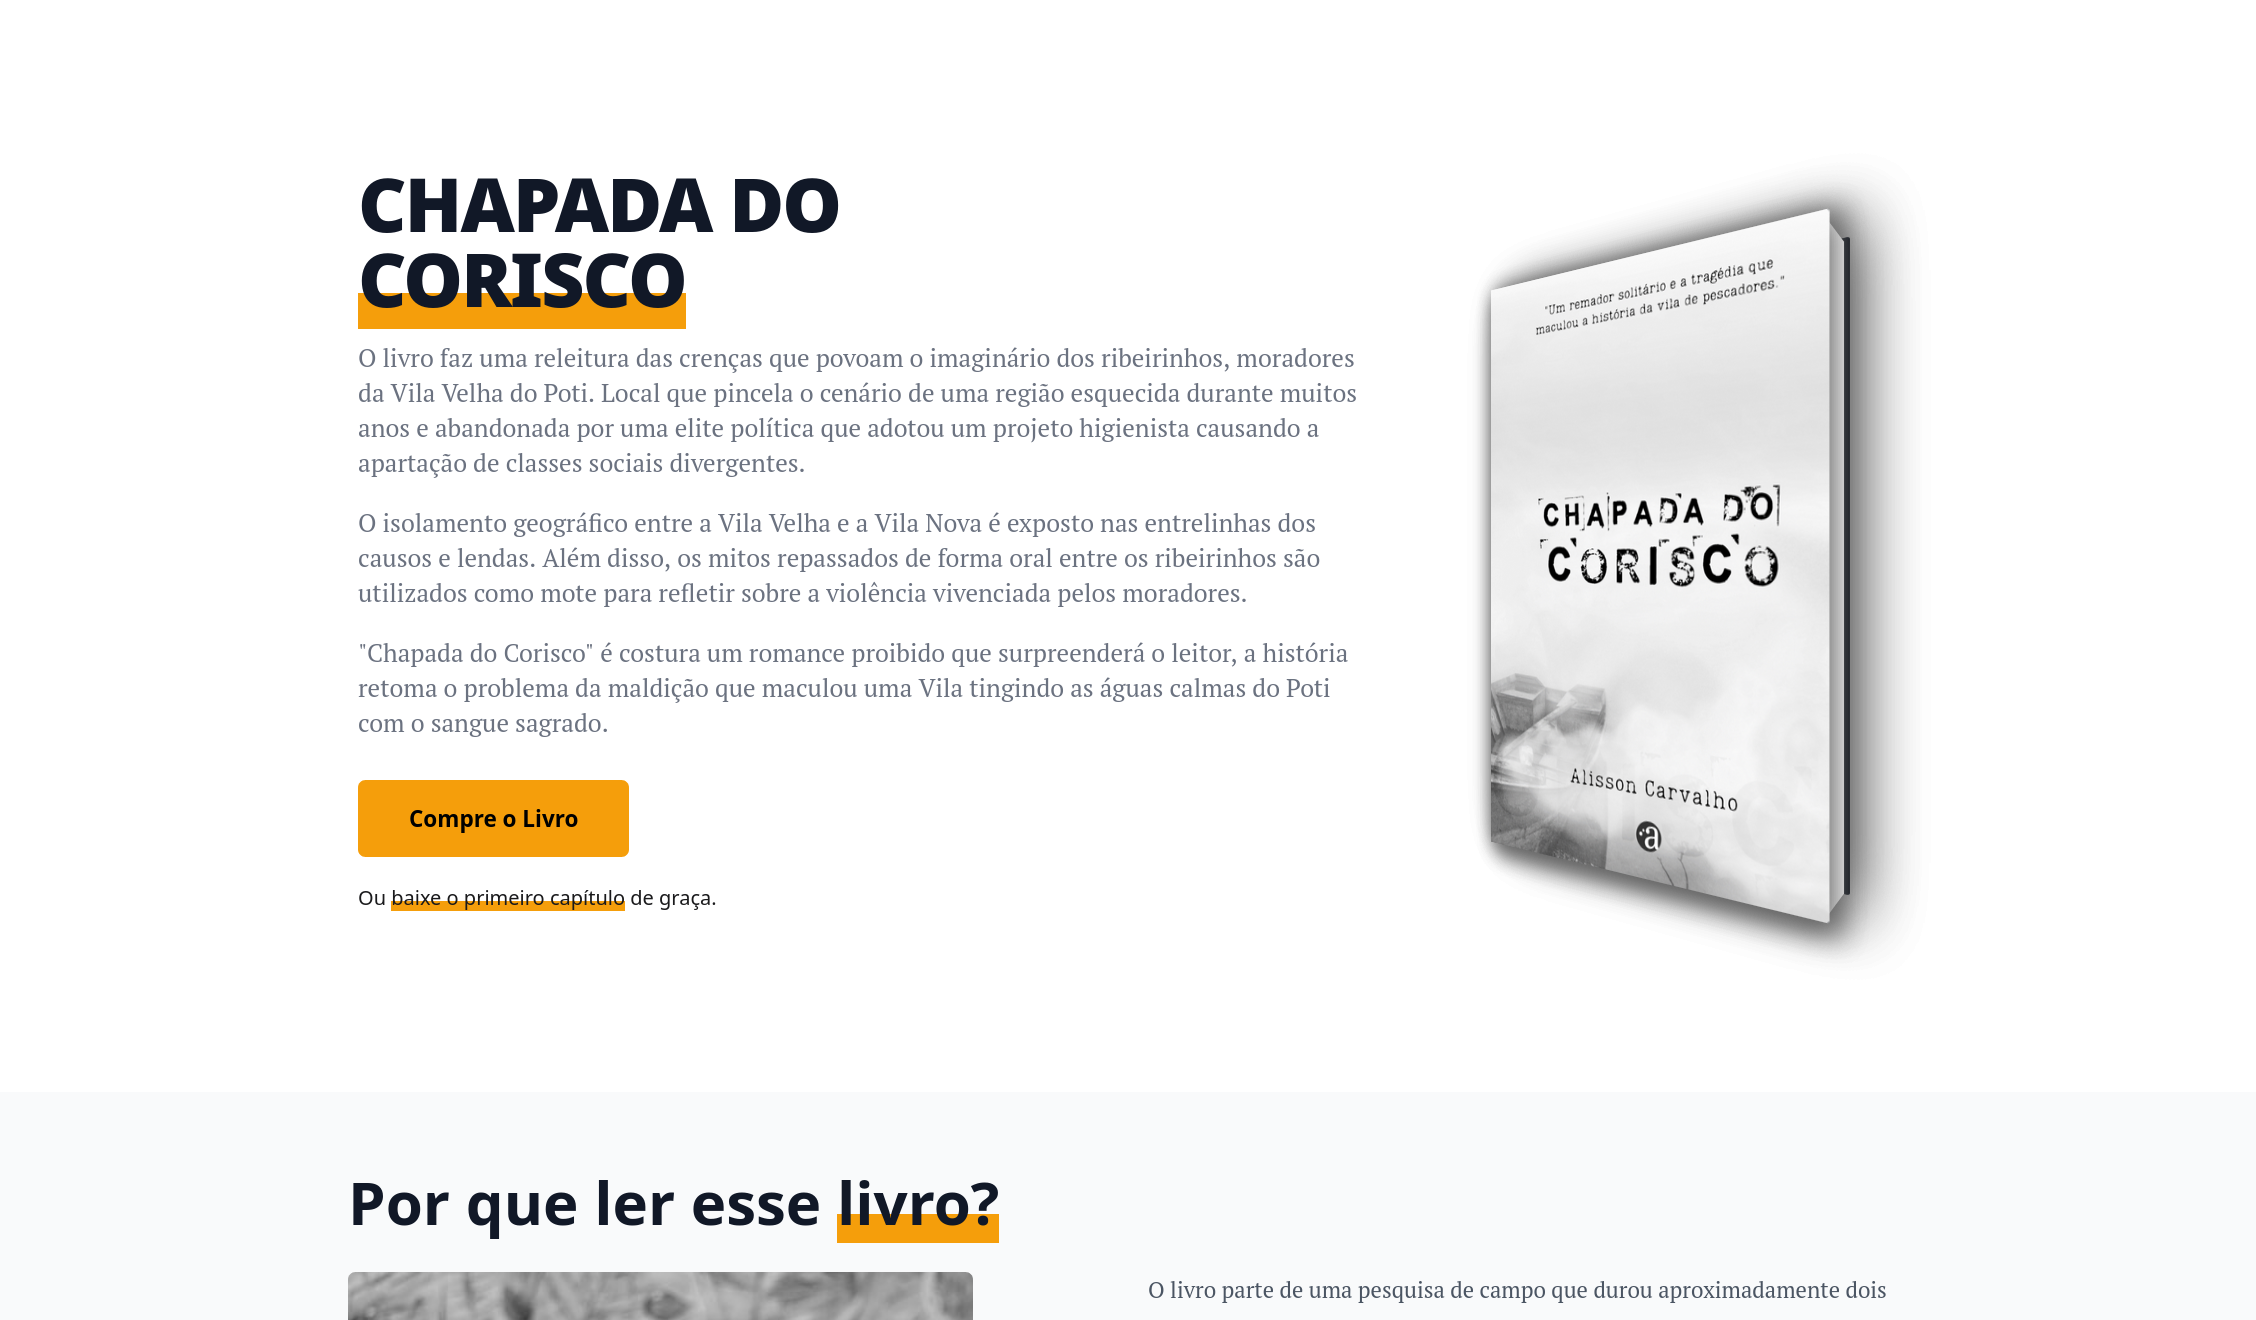 CHAPADA DO
CORISCO
O livro faz uma releitura das crenças que povoam o imaginário dos ribeirinhos, moradores
da Vila Velha do Poti. Local que pincela o cenário de uma região esquecida durante muitos
anos e abandonada por uma elite política que adotou um projeto higienista causando a
apartação de classes sociais divergentes.
O isolamento geográfico entre a Vila Velha e a Vila Nova é exposto nas entrelinhas dos
causos e lendas. Além disso, os mitos repassados de forma oral entre os ribeirinhos são
utilizados como mote para refletir sobre a violência vivenciada pelos moradores.
"Chapada do Corisco" é costura um romance proibido que surpreenderá o leitor, a história
retoma o problema da maldição que maculou uma Vila tingindo as águas calmas do Poti
com o sangue sagrado.
Compre o Livro
Ou baixe o primeiro capítulo de graça.
"Um remador solitário e a tragédia que
maculou a história da vila de pescadores."
CHAPADA DO
CORISCO
Alisson Carvalho
a
Por que ler esse livro?
O livro parte de uma pesquisa de campo que durou aproximadamente dois